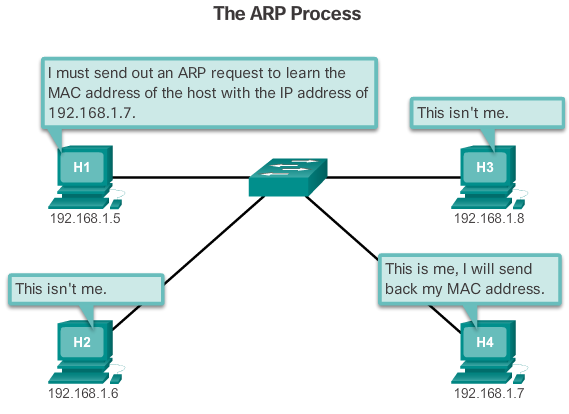 The ARP Process
I must send out an ARP request to learn the
MAC address of the host with the IP address of
192.168.1.7.
This isn't me.
H1
H3
192.168.1.5
192.168.1.8
This isn't me.
This is me, I will send
back my MAC address.
H2
H4
192.168.1.6
192.168.1.7